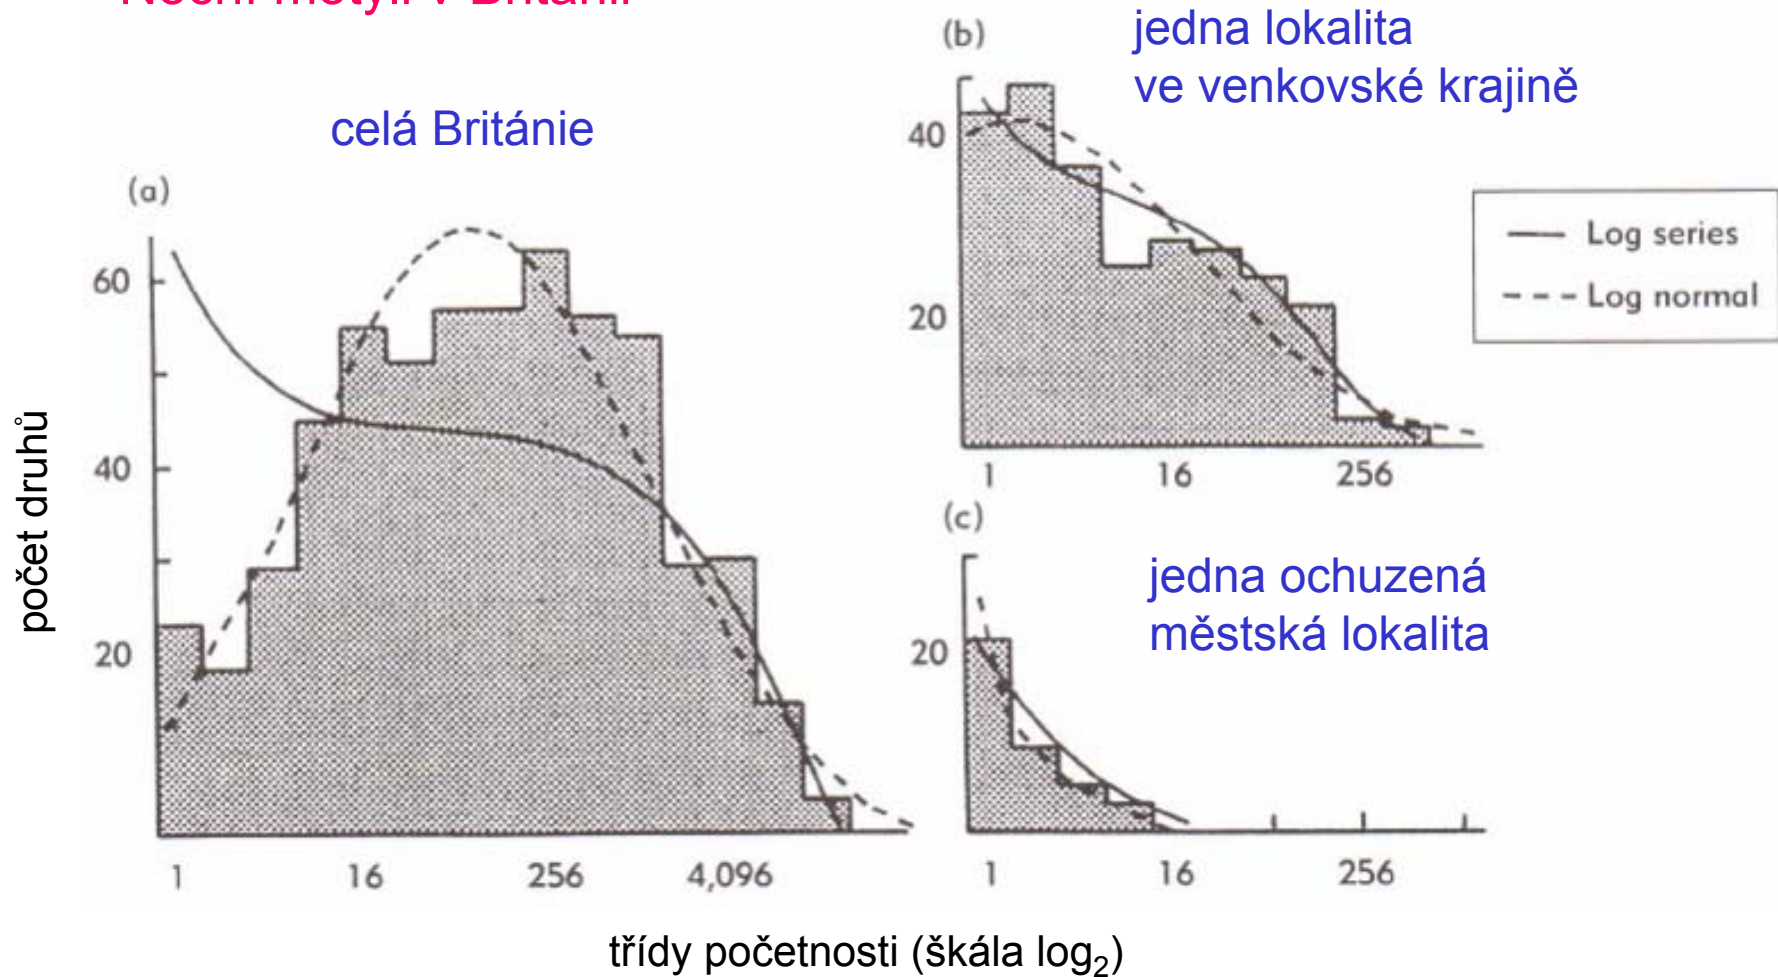 v Británii
celá Británie
(a)
60
40
20
1 16 256 4,096
počet druhů
(b)
jedna lokalita
ve venkovské krajině
40
20
1 16 256
Log series
Log normal
(c)
jedna ochuzená
městská lokalita
20
1 16 256
třídy početnosti (škála log₂)